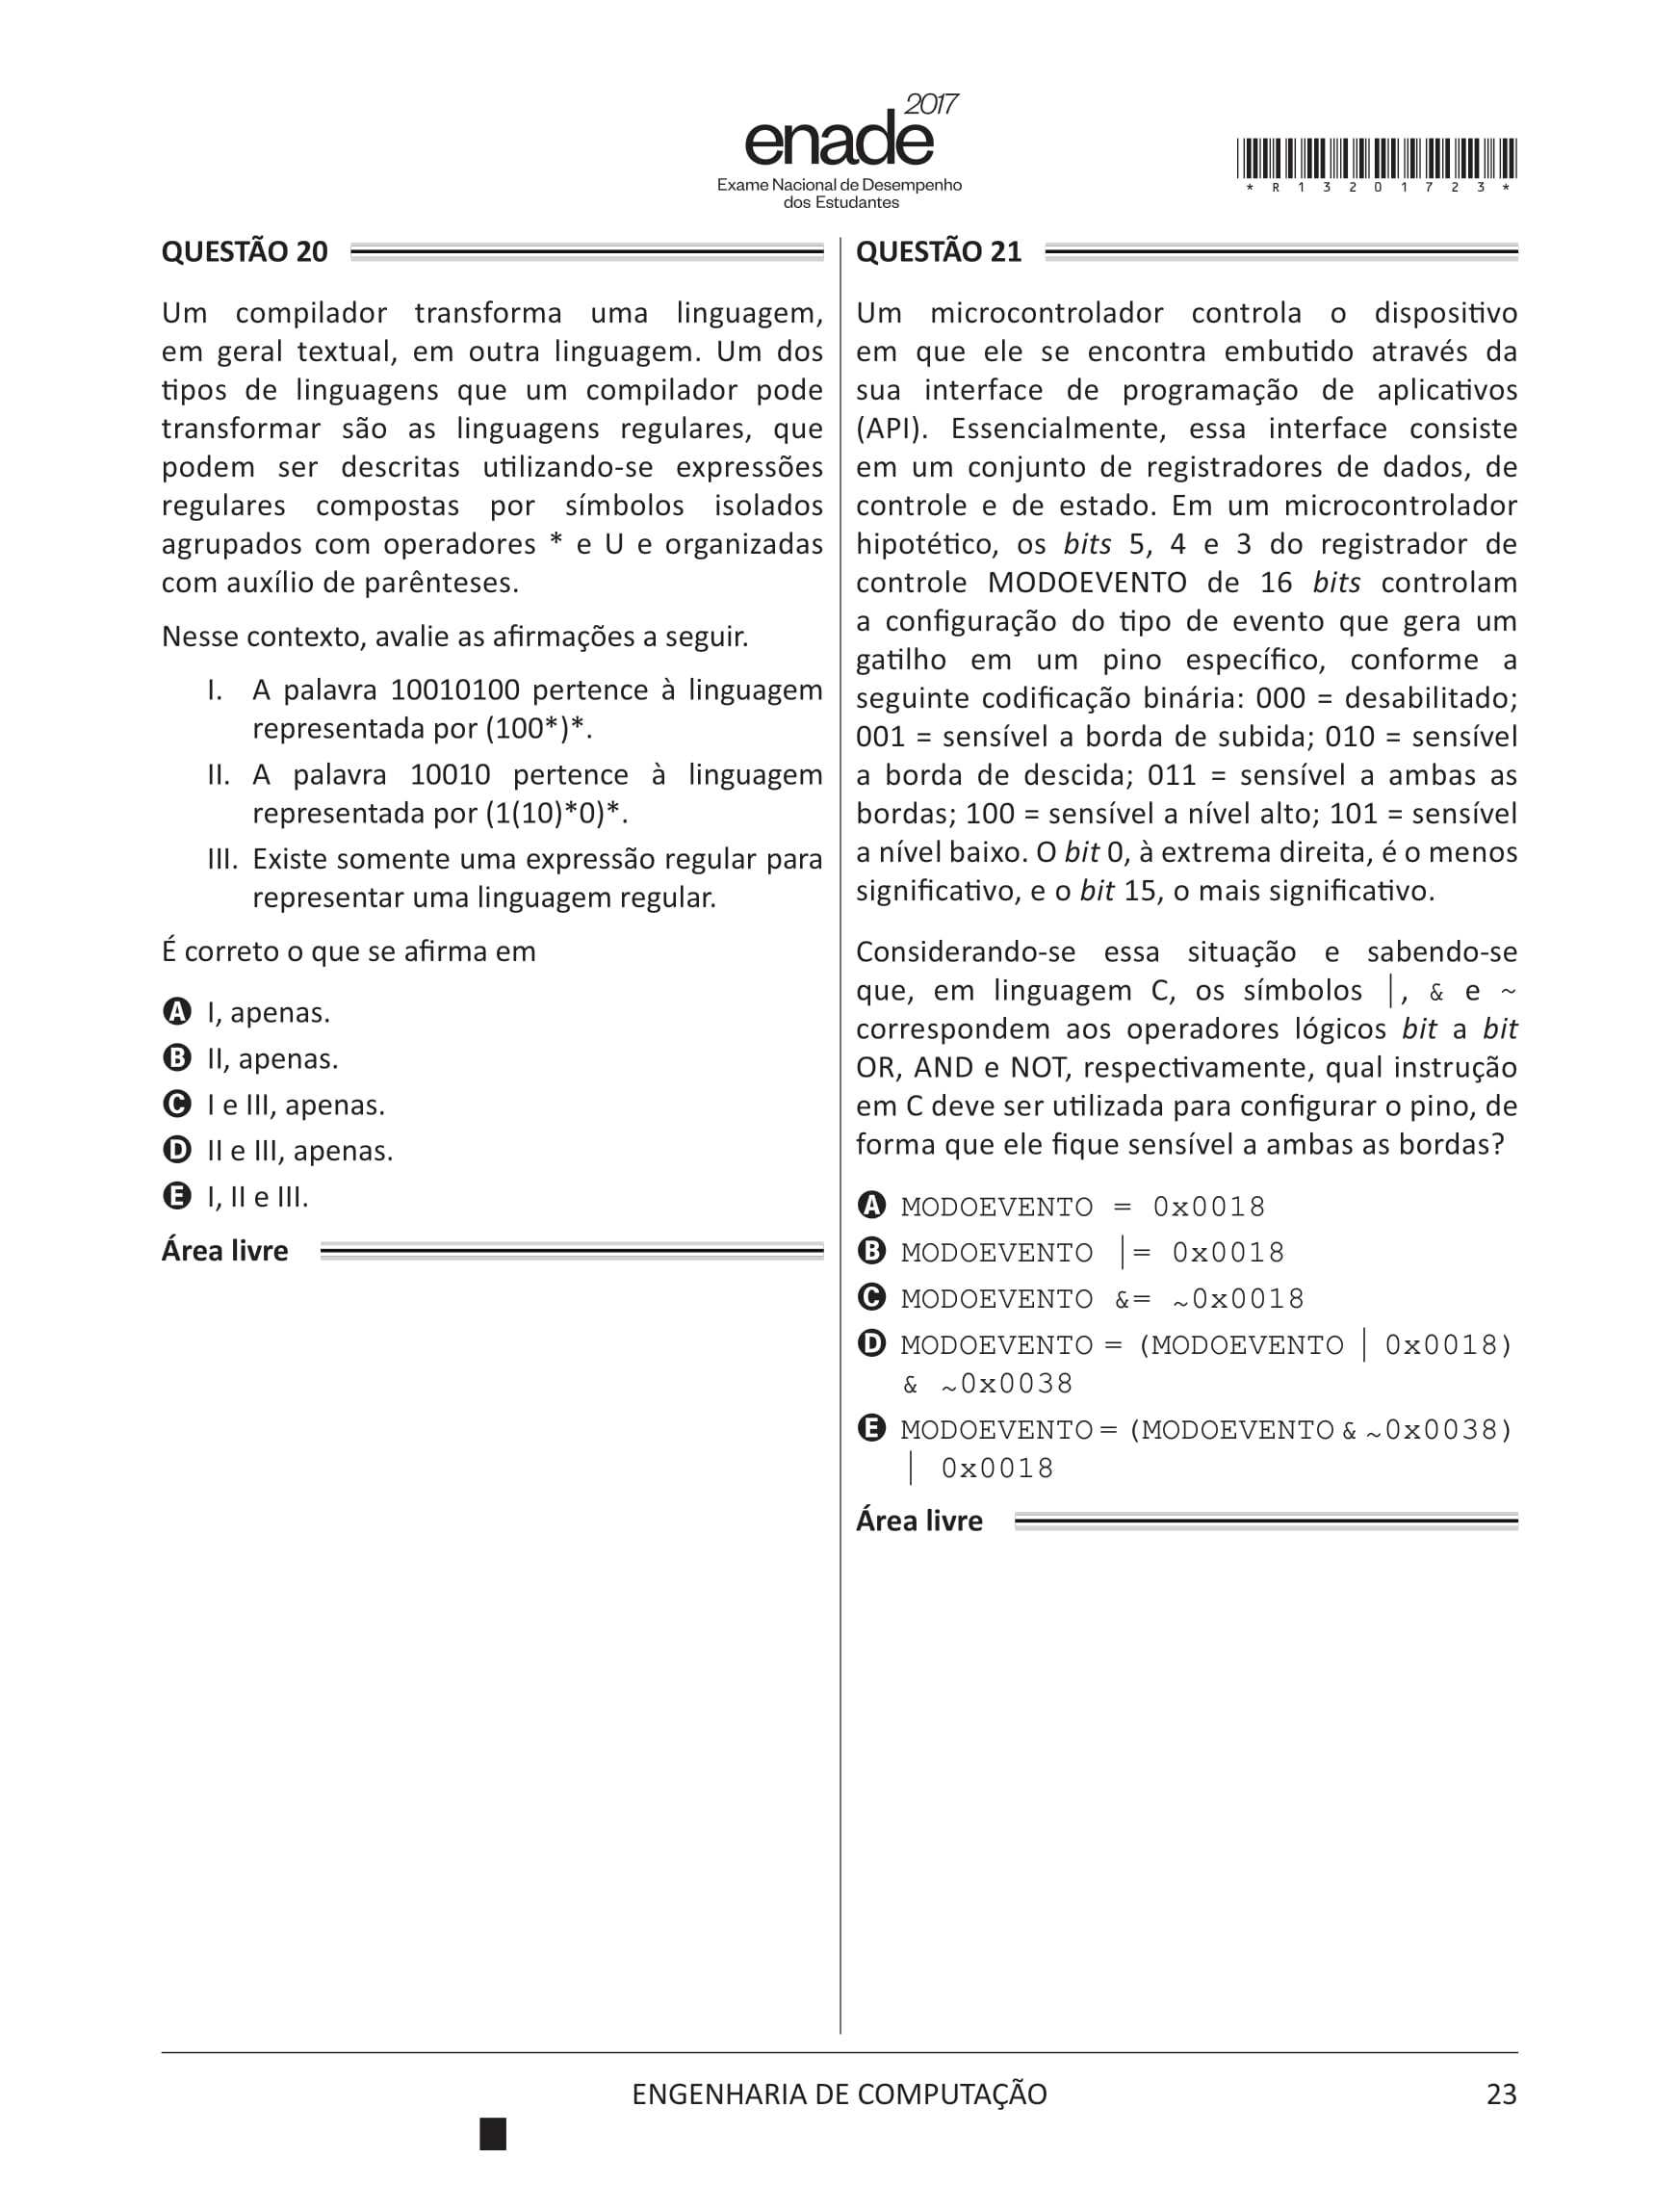 2017
enade
Exame Nacional de Desempenho
dos Estudantes
*R13201723*
QUESTÃO 20
Um compilador transforma uma linguagem,
em geral textual, em outra linguagem. Um dos
tipos de linguagens que um compilador pode
transformar são as linguagens regulares, que
podem ser descritas utilizando-se expressões
regulares compostas por símbolos isolados
agrupados com operadores * e U e organizadas
com auxílio de parênteses.
Nesse contexto, avalie as afirmações a seguir.
I. A palavra 10010100 pertence à linguagem
representada por (100*)*.
II. A palavra 10010 pertence à linguagem
representada por (1(10)*0)*.
III. Existe somente uma expressão regular para
representar uma linguagem regular.
É correto o que se afirma em
A I, apenas.
B II, apenas.
C I e III, apenas.
D II e III, apenas.
E I, II e III.
Área livre
QUESTÃO 21
Um microcontrolador controla o dispositivo
em que ele se encontra embutido através da
sua interface de programação de aplicativos
(API). Essencialmente, essa interface consiste
em um conjunto de registradores de dados, de
controle e de estado. Em um microcontrolador
hipotético, os bits 5, 4 e 3 do registrador de
controle MODOEVENTO de 16 bits controlam
a configuração do tipo de evento que gera um
gatilho em um pino específico, conforme a
seguinte codificação binária: 000 = desabilitado;
001 = sensível a borda de subida; 010 = sensível
a borda de descida; 011 = sensível a ambas as
bordas; 100 = sensível a nível alto; 101 = sensível
a nível baixo. O bit 0, à extrema direita, é o menos
significativo, e o bit 15, o mais significativo.
Considerando-se essa situação e sabendo-se
que, em linguagem C, os símbolos |, & e ~
correspondem aos operadores lógicos bit a bit
OR, AND e NOT, respectivamente, qual instrução
em C deve ser utilizada para configurar o pino, de
forma que ele fique sensível a ambas as bordas?
A MODOEVENTO = 0x0018
B MODOEVENTO |= 0x0018
C MODOEVENTO &= ~0x0018
D MODOEVENTO = (MODOEVENTO | 0x0018)
& ~0x0038
E MODOEVENTO = (MODOEVENTO & ~0x0038)
| 0x0018
Área livre
ENGENHARIA DE COMPUTAÇÃO
23